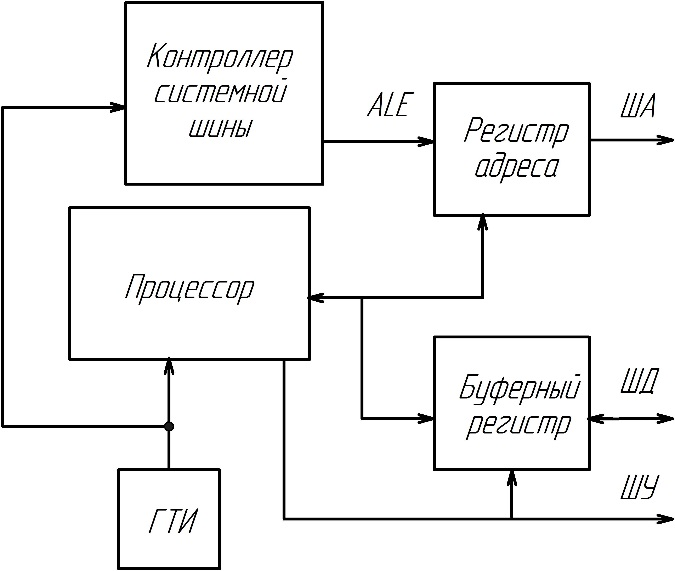 Контроллер
системной
шины
ALE
Регистр
адреса
ША
Процессор
Буферный
регистр
ШД
ШУ
ГТИ